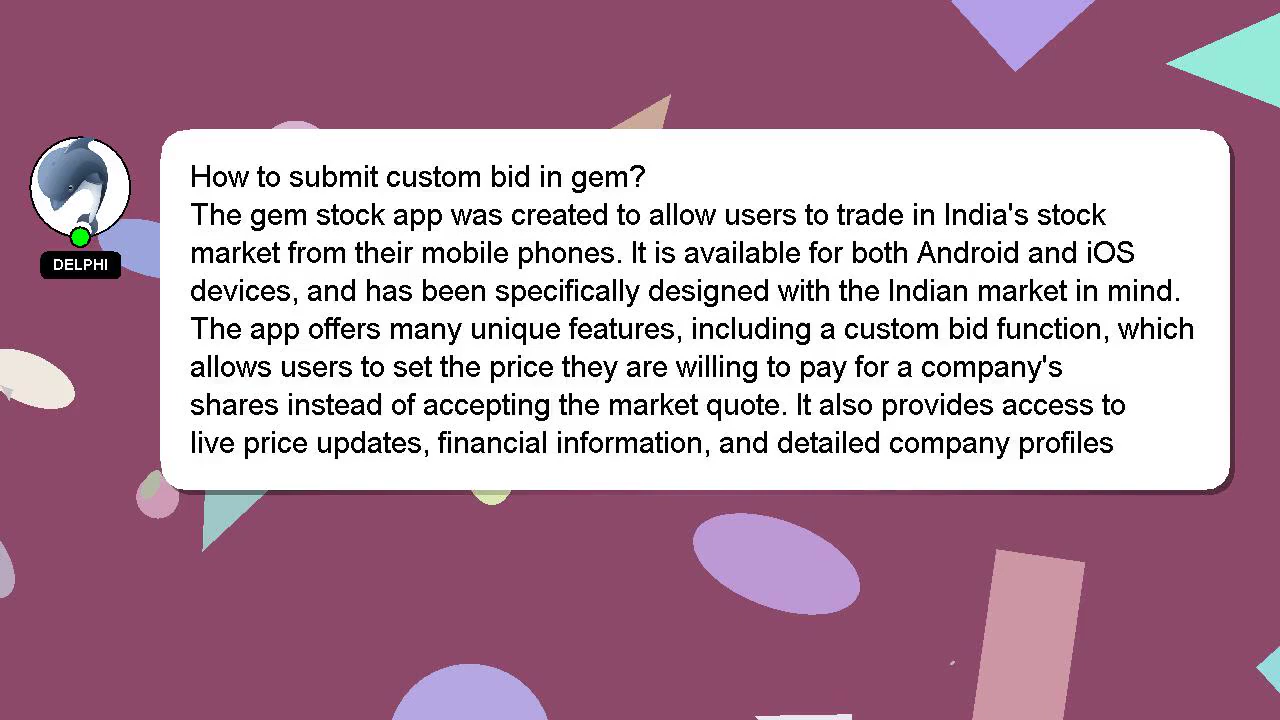 How to submit custom bid in gem?
The gem stock app was created to allow users to trade in India's stock
market from their mobile phones. It is available for both Android and iOS
devices, and has been specifically designed with the Indian market in mind.
The app offers many unique features, including a custom bid function, which
allows users to set the price they are willing to pay for a company's
shares instead of accepting the market quote. It also provides access to
live price updates, financial information, and detailed company profiles
DELPHI